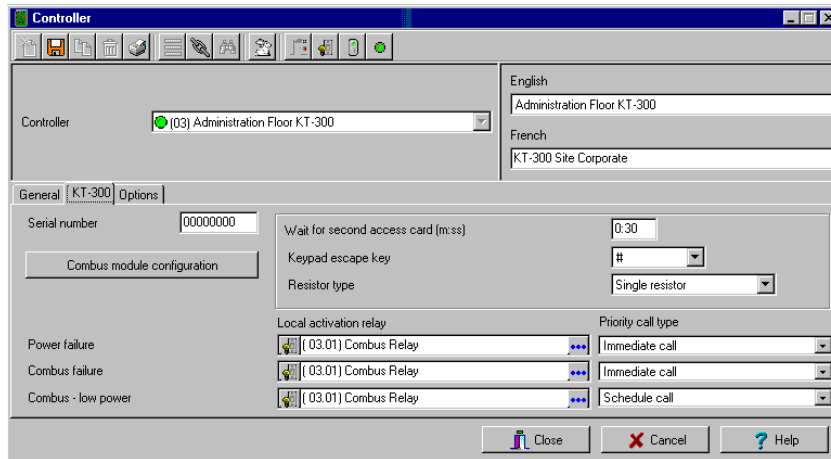 Controller
English
Controller
(03) Administration Floor KT-300
Administration Floor KT-300
French
KT-300 Site Corporate
General
KT-300
Options
Serial number
00000000
Wait for second access card (m:ss)
0:30
Combus module configuration
Keypad escape key
#
Resistor type
Single resistor
Local activation relay
Priority call type
Power failure
( 03.01) Combus Relay
Immediate call
Combus failure
( 03.01) Combus Relay
Immediate call
Combus - low power
( 03.01) Combus Relay
Schedule call
Close
Cancel
Help